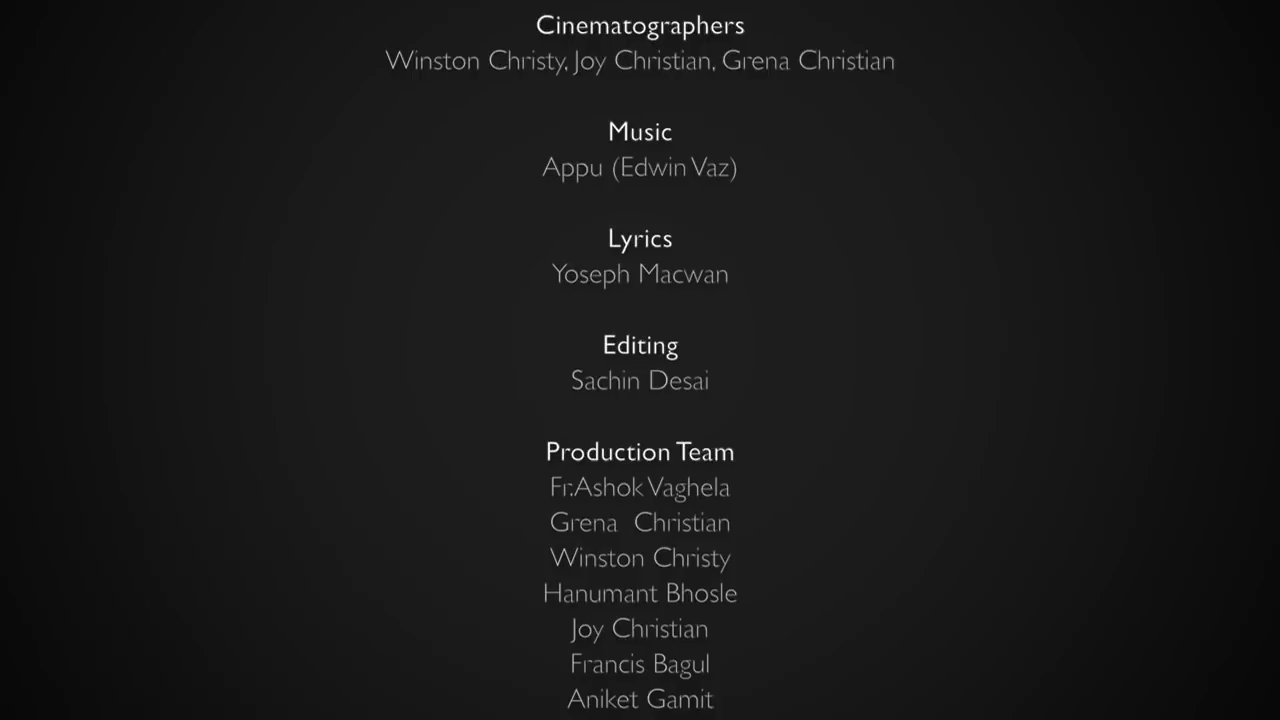 Cinematographers
Winston Christy, Joy Christian, Grena Christian
Music
Appu (Edwin Vaz)
Lyrics
Yoseph Macwan
Editing
Sachin Desai
Production Team
Fr.Ashok Vaghela
Grena Christian
Winston Christy
Hanumant Bhosle
Joy Christian
Francis Bagul
Aniket Gamit